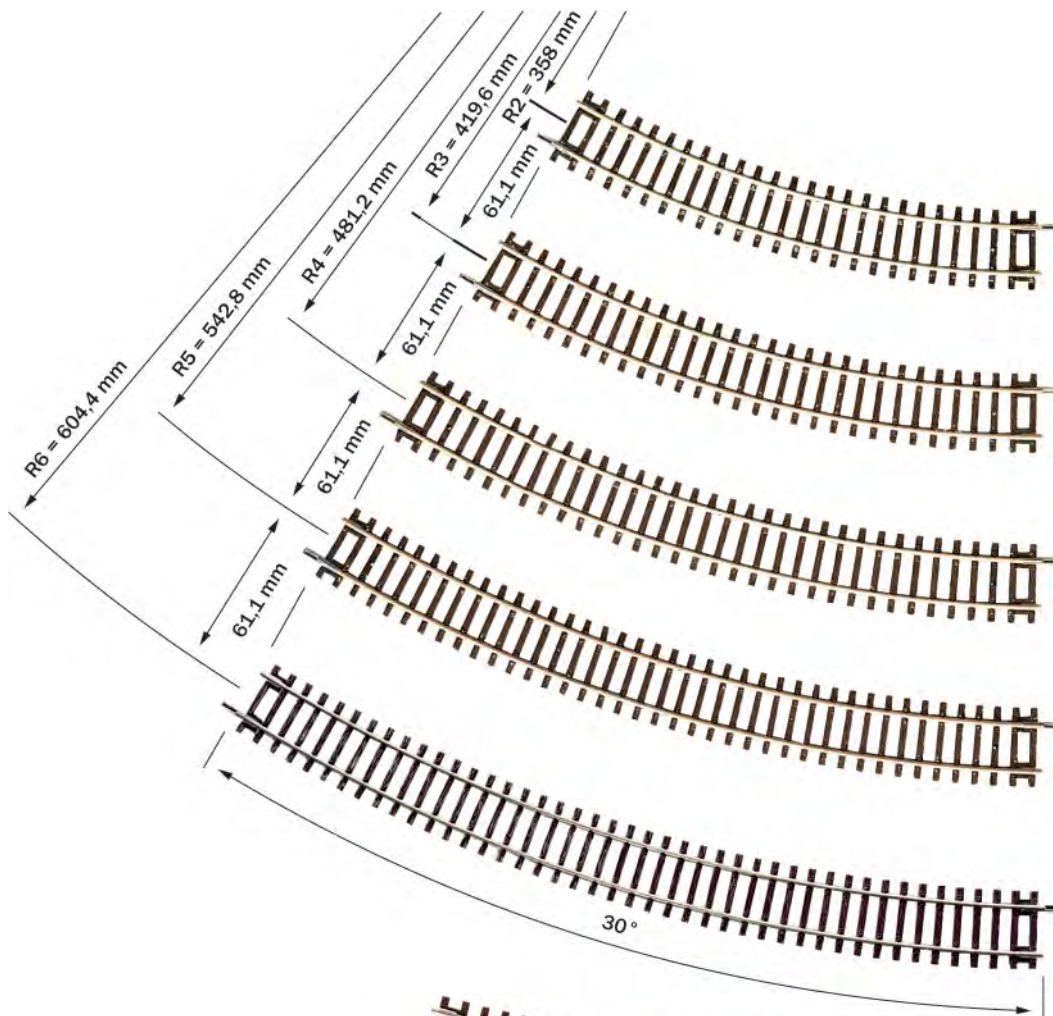 R2 = 358 mm
R3 = 419,6 mm
R4 = 481,2 mm
R5 = 542,8 mm
R6 = 604,4 mm
61,1 mm
61,1 mm
61,1 mm
61,1 mm
30°